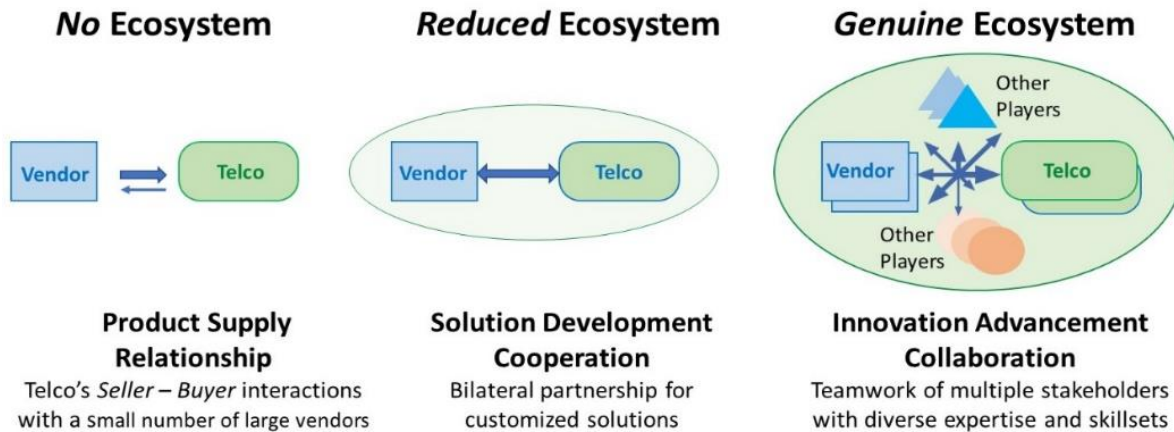 No Ecosystem
Reduced Ecosystem
Genuine Ecosystem
Vendor
Telco
Vendor
Telco
Other
Players
Vendor
Telco
Other
Players
Product Supply
Relationship
Telco's Seller – Buyer interactions
with a small number of large vendors
Solution Development
Cooperation
Bilateral partnership for
customized solutions
Innovation Advancement
Collaboration
Teamwork of multiple stakeholders
with diverse expertise and skillsets